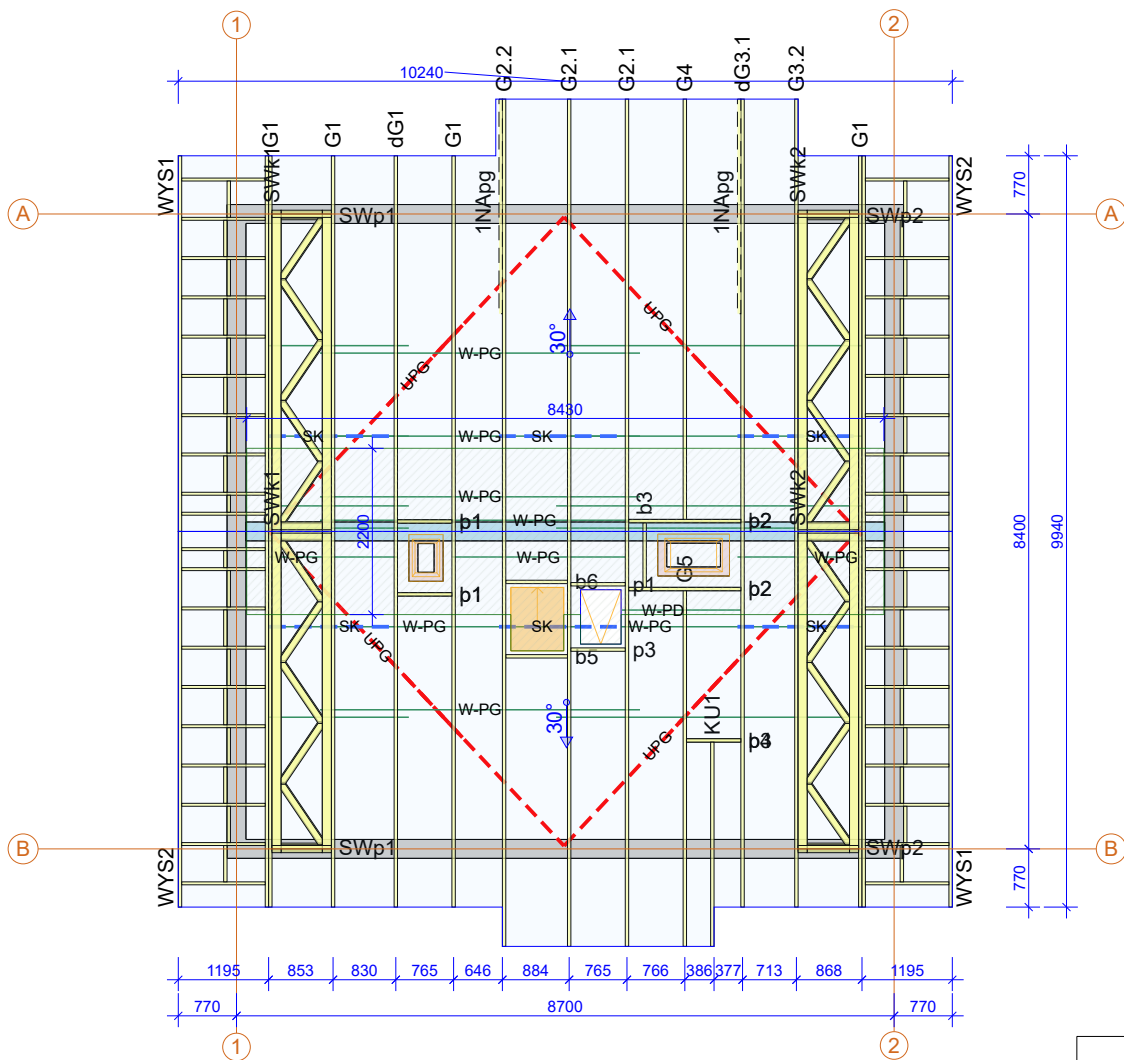 1
2
10240
G2.2
G2.1
G2.1
G4
dG3.1
G3.2
WYS1
G1
SWk1
G1
dG1
G1
1NApg
1NApg
SWk2
G1
WYS2
770
A
SWp1
SWp2
A
UPG
30°
UPG
W-PG
8430
SK
W-PG
SK
SK
SWk1
2200
W-PG
b3
SWk2
p1
W-PG
p2
8400
9940
W-PG
W-PG
G5
W-PG
p1
b6
p1
p2
W-PD
SK
W-PG
SK
W-PG
SK
UPG
b5
p3
W-PG
30°
KU1
UPG
B
SWp1
SWp2
B
WYS2
WYS1
770
1195
853
830
765
646
884
765
766
386
377
713
868
1195
770
8700
770
1
2